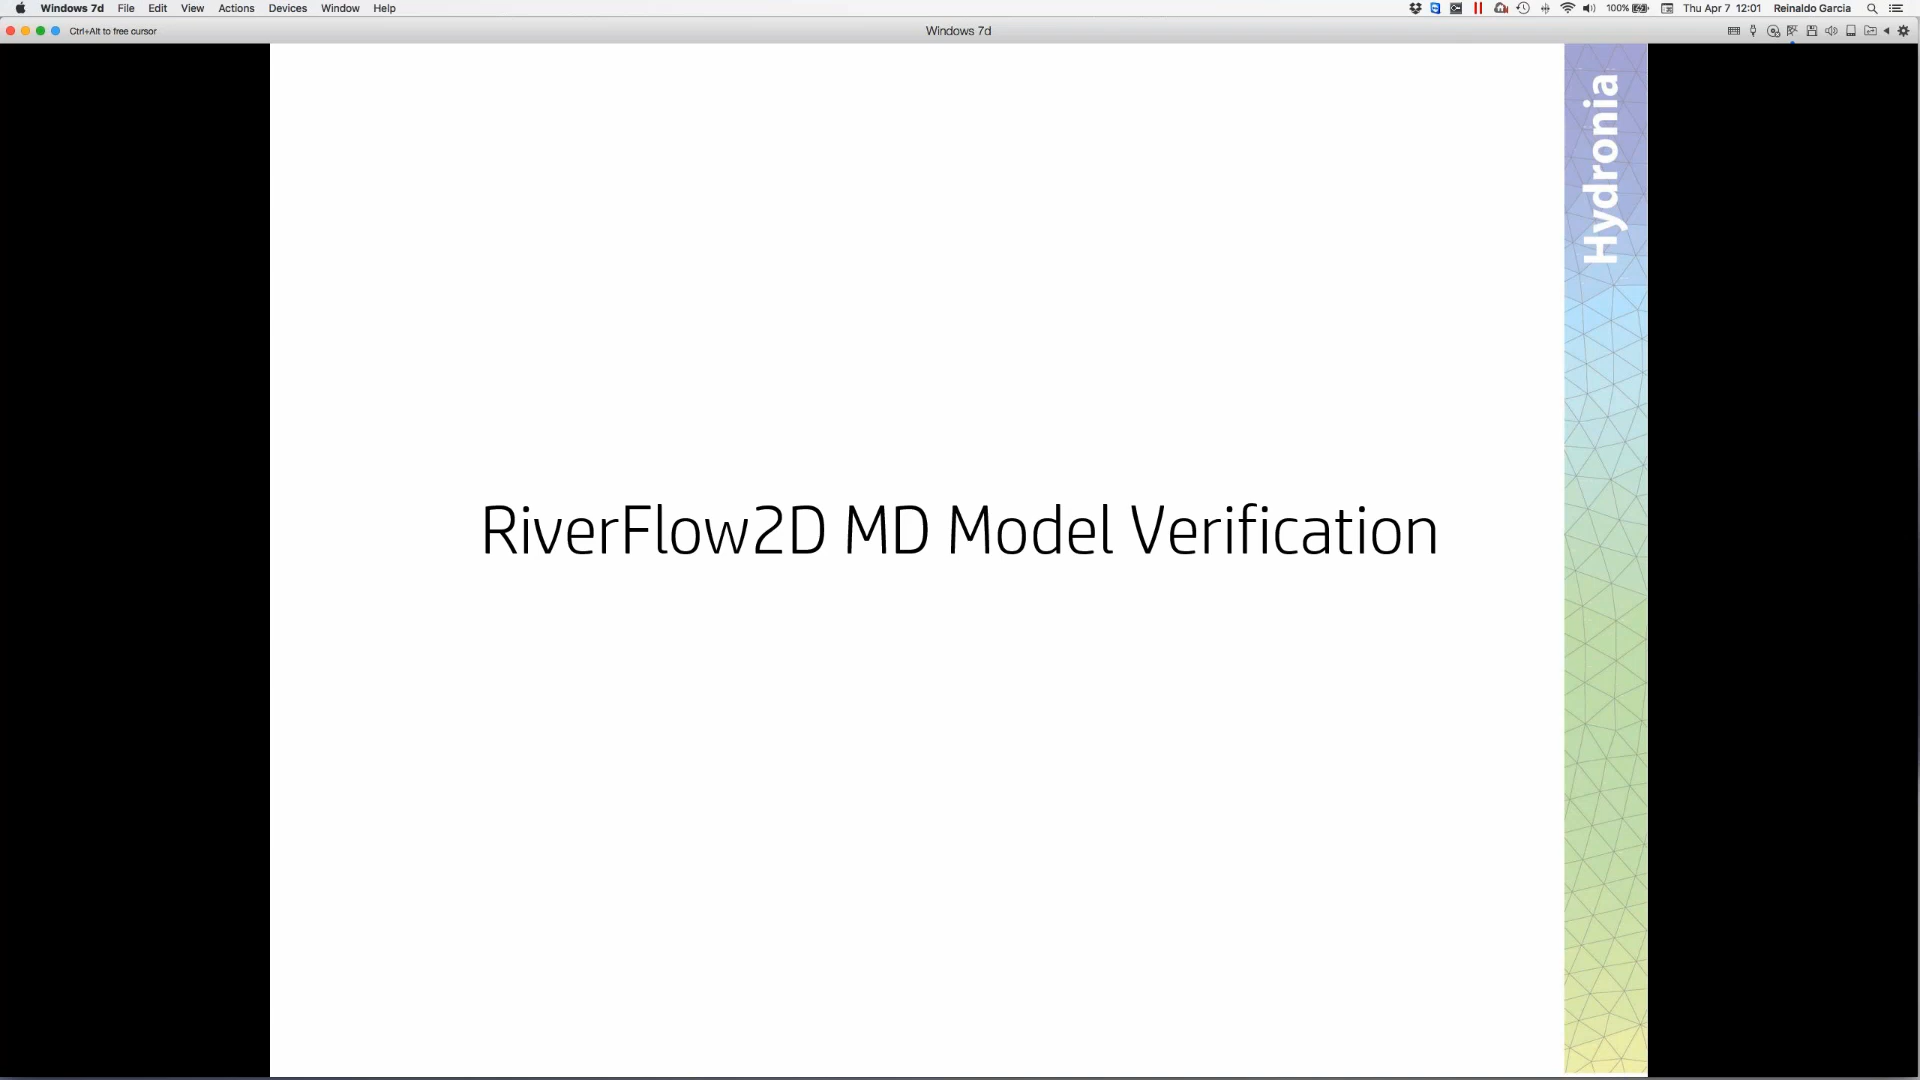 Windows 7d File Edit View Actions Devices Window Help 100% Thu Apr 7 12:01 Reinaldo Garcia
Ctrl+Alt to free cursor Windows 7d
Hydronia
RiverFlow2D MD Model Verification